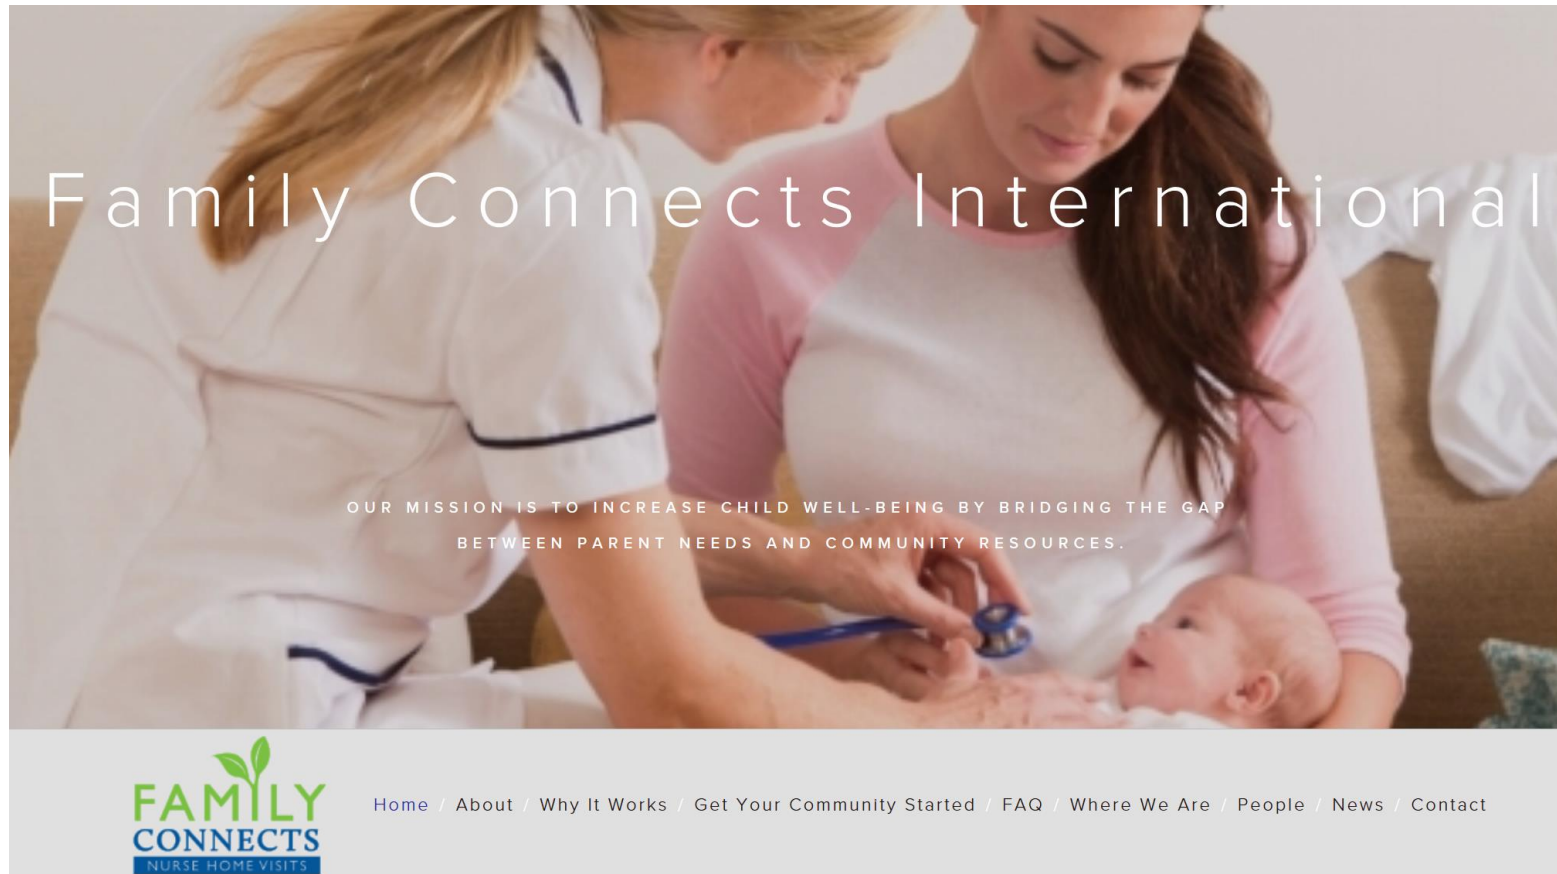 Family Connects International
OUR MISSION IS TO INCREASE CHILD WELL-BEING BY BRIDGING THE GAP
BETWEEN PARENT NEEDS AND COMMUNITY RESOURCES.
FAMILY
CONNECTS
NURSE HOME VISITS
Home / About / Why It Works / Get Your Community Started / FAQ / Where We Are / People / News / Contact